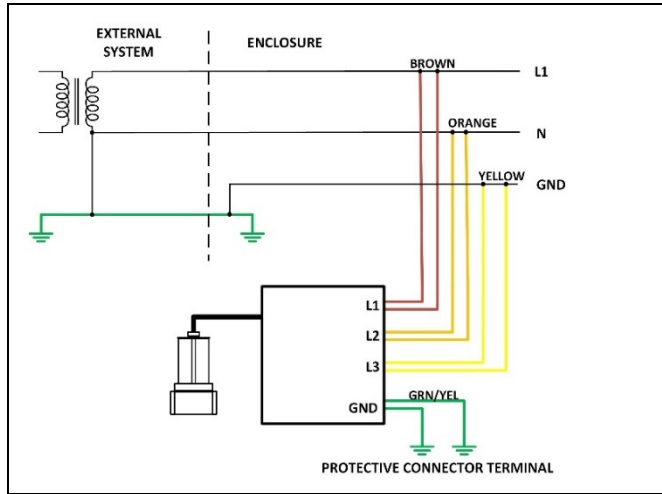 EXTERNAL
SYSTEM
ENCLOSURE
BROWN
L1
ORANGE
N
YELLOW
GND
L1
L2
L3
GND
GRN/YEL
PROTECTIVE CONNECTOR TERMINAL